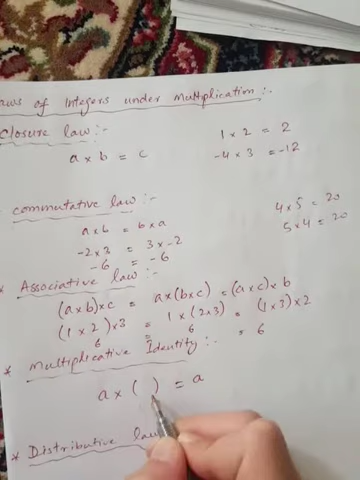 Laws of Integers under Multiplication :-
Closure law :-
a × b = c
1 × 2 = 2
-4 × 3 = -12
commutative law :-
a×b = b×a
-2×3 = 3×-2
-6 = -6
4×5 = 20
5×4 = 20
* Associative law :-
(a×b)×c = a×(b×c) = (a×c)×b
(1×2)×3 = 1×(2×3) = (1×3)×2
6 = 6 = 6
* Multiplicative Identity :-
a × ( ) = a
* Distributive law